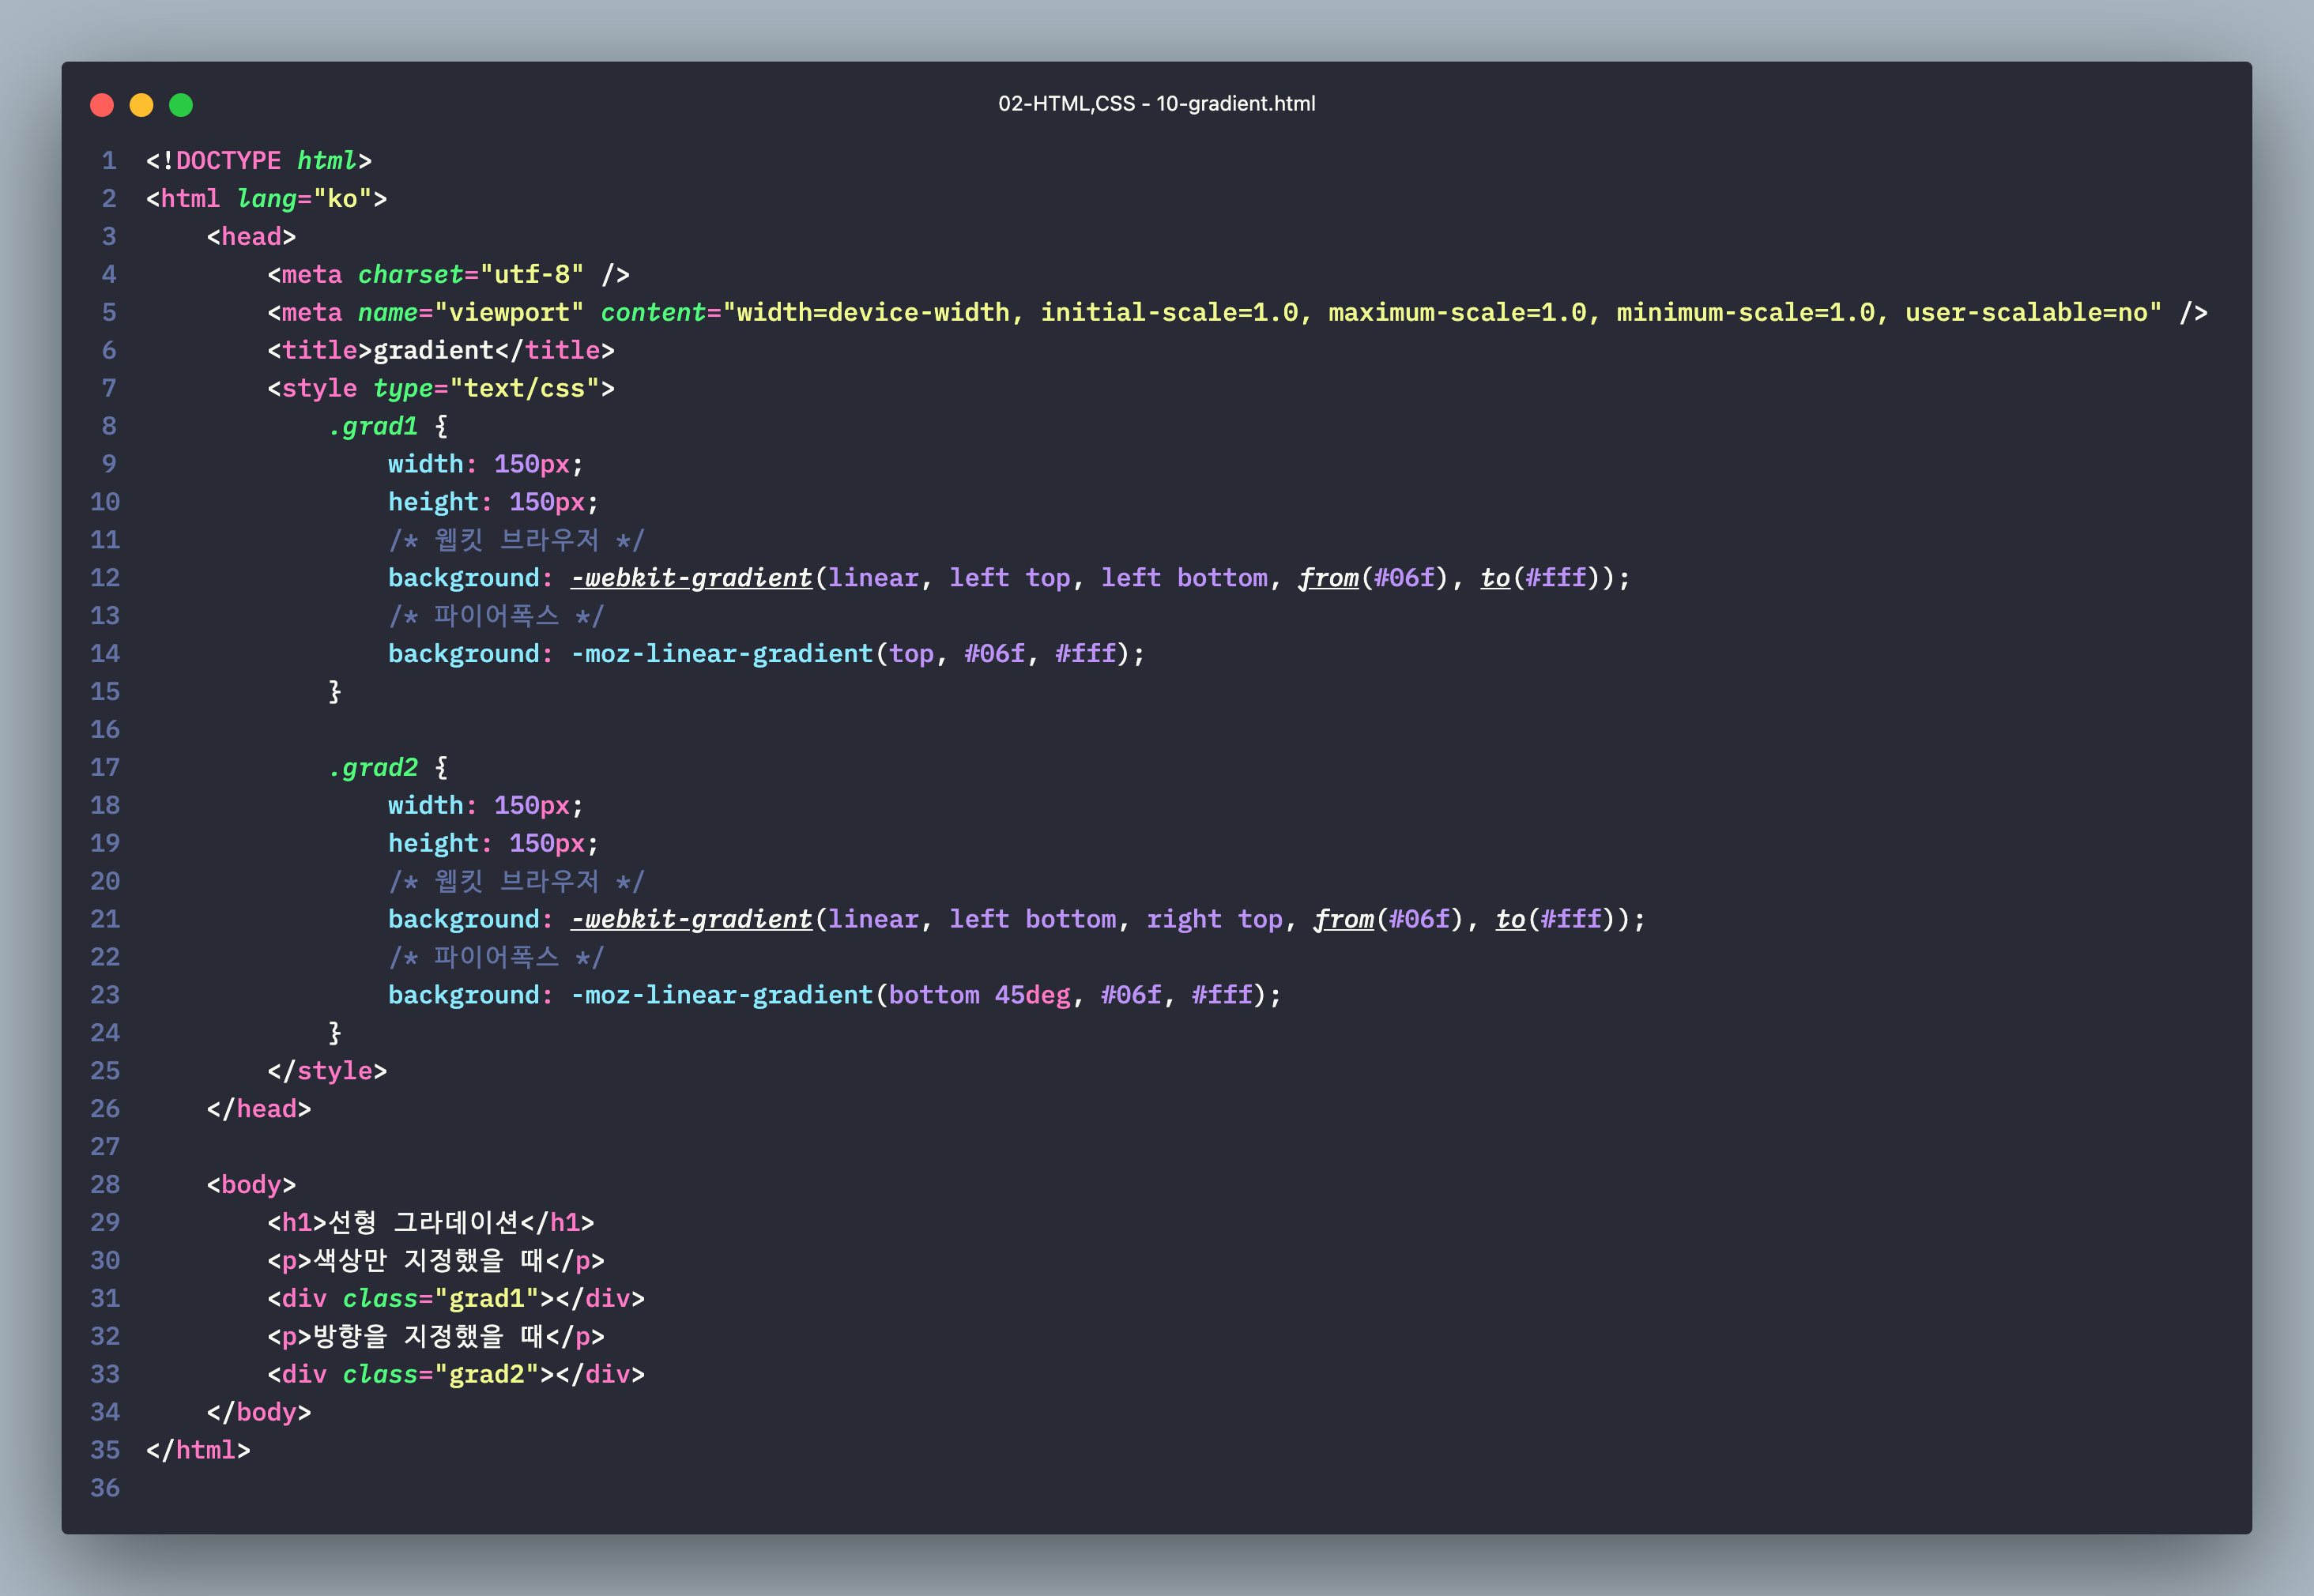 02-HTML,CSS - 10-gradient.html
1 <!DOCTYPE html>
2 <html lang="ko">
3     <head>
4         <meta charset="utf-8" />
5         <meta name="viewport" content="width=device-width, initial-scale=1.0, maximum-scale=1.0, minimum-scale=1.0, user-scalable=no" />
6         <title>gradient</title>
7         <style type="text/css">
8             .grad1 {
9                 width: 150px;
10                 height: 150px;
11                 /* 웹킷 브라우저 */
12                 background: -webkit-gradient(linear, left top, left bottom, from(#06f), to(#fff));
13                 /* 파이어폭스 */
14                 background: -moz-linear-gradient(top, #06f, #fff);
15             }
16
17             .grad2 {
18                 width: 150px;
19                 height: 150px;
20                 /* 웹킷 브라우저 */
21                 background: -webkit-gradient(linear, left bottom, right top, from(#06f), to(#fff));
22                 /* 파이어폭스 */
23                 background: -moz-linear-gradient(bottom 45deg, #06f, #fff);
24             }
25         </style>
26     </head>
27
28     <body>
29         <h1>선형 그라데이션</h1>
30         <p>색상만 지정했을 때</p>
31         <div class="grad1"></div>
32         <p>방향을 지정했을 때</p>
33         <div class="grad2"></div>
34     </body>
35 </html>
36